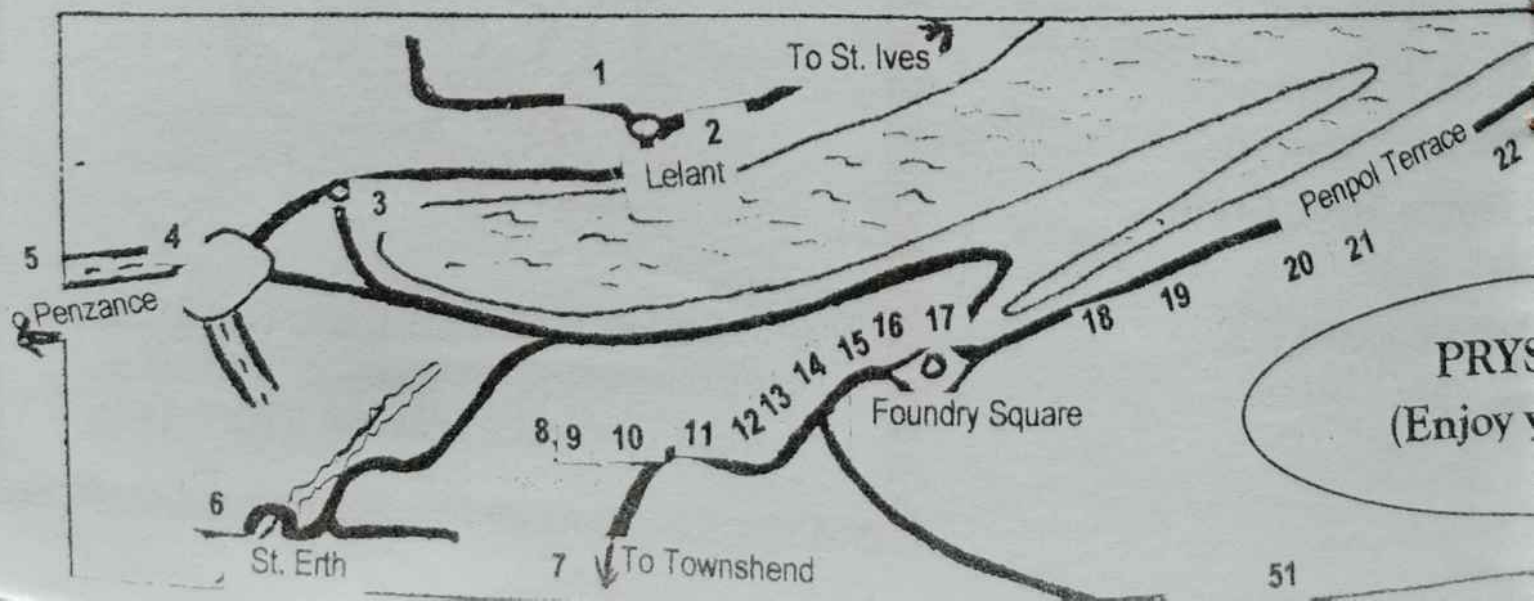 To St. Ives
1
2
Lelant
3
4
5
Penzance
Penpol Terrace
22
21
20
19
18
17
16
15
14
13
12
11
10
9
8,
Foundry Square
PRYS
(Enjoy y
6
St. Erth
7
To Townshend
51